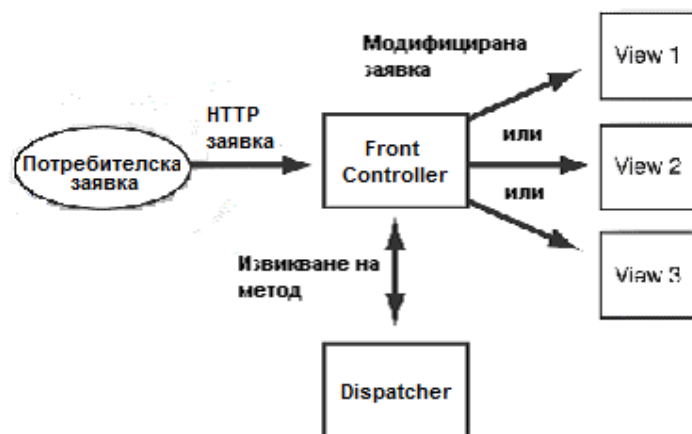 Модифицирана
заявка
View 1
HTTP
заявка
Потребителска
заявка
Front
Controller
или
View 2
или
View 3
Извикване на
метод
Dispatcher